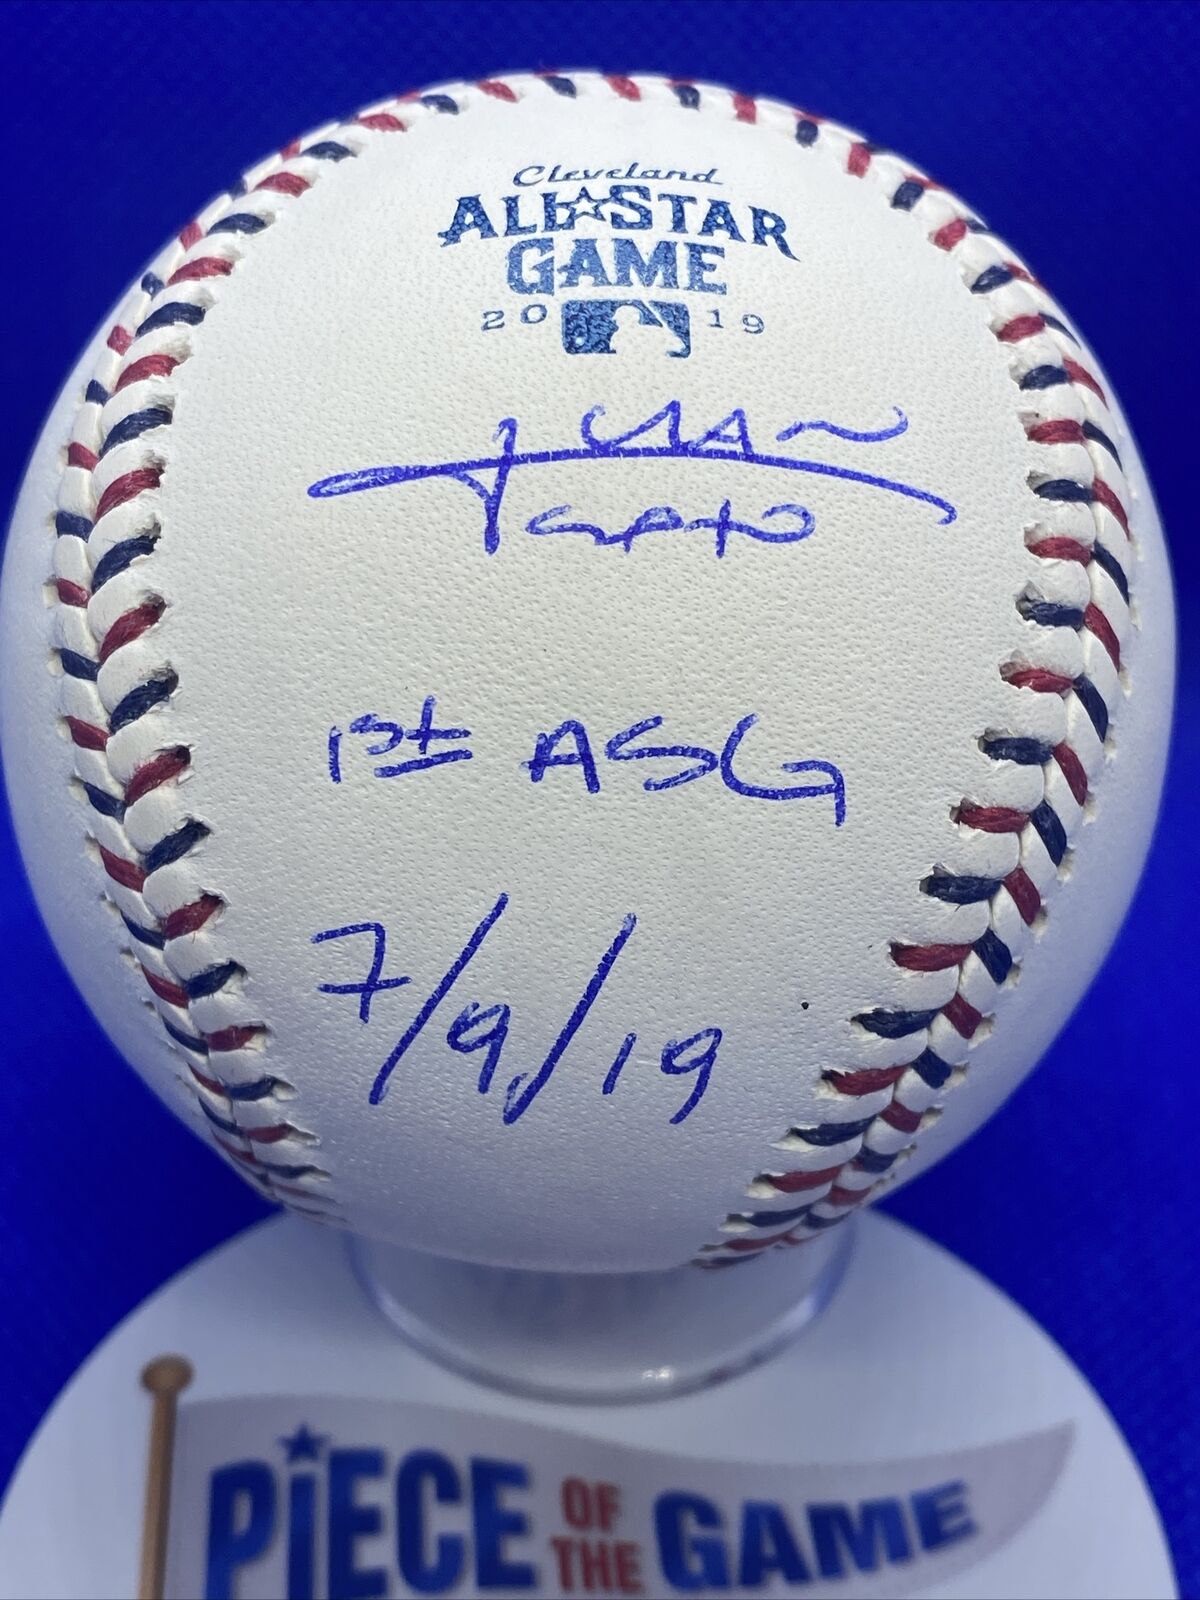 Cleveland
ALL STAR
GAME
2019
1st ASG
7/9/19
PIECE OF THE GAME